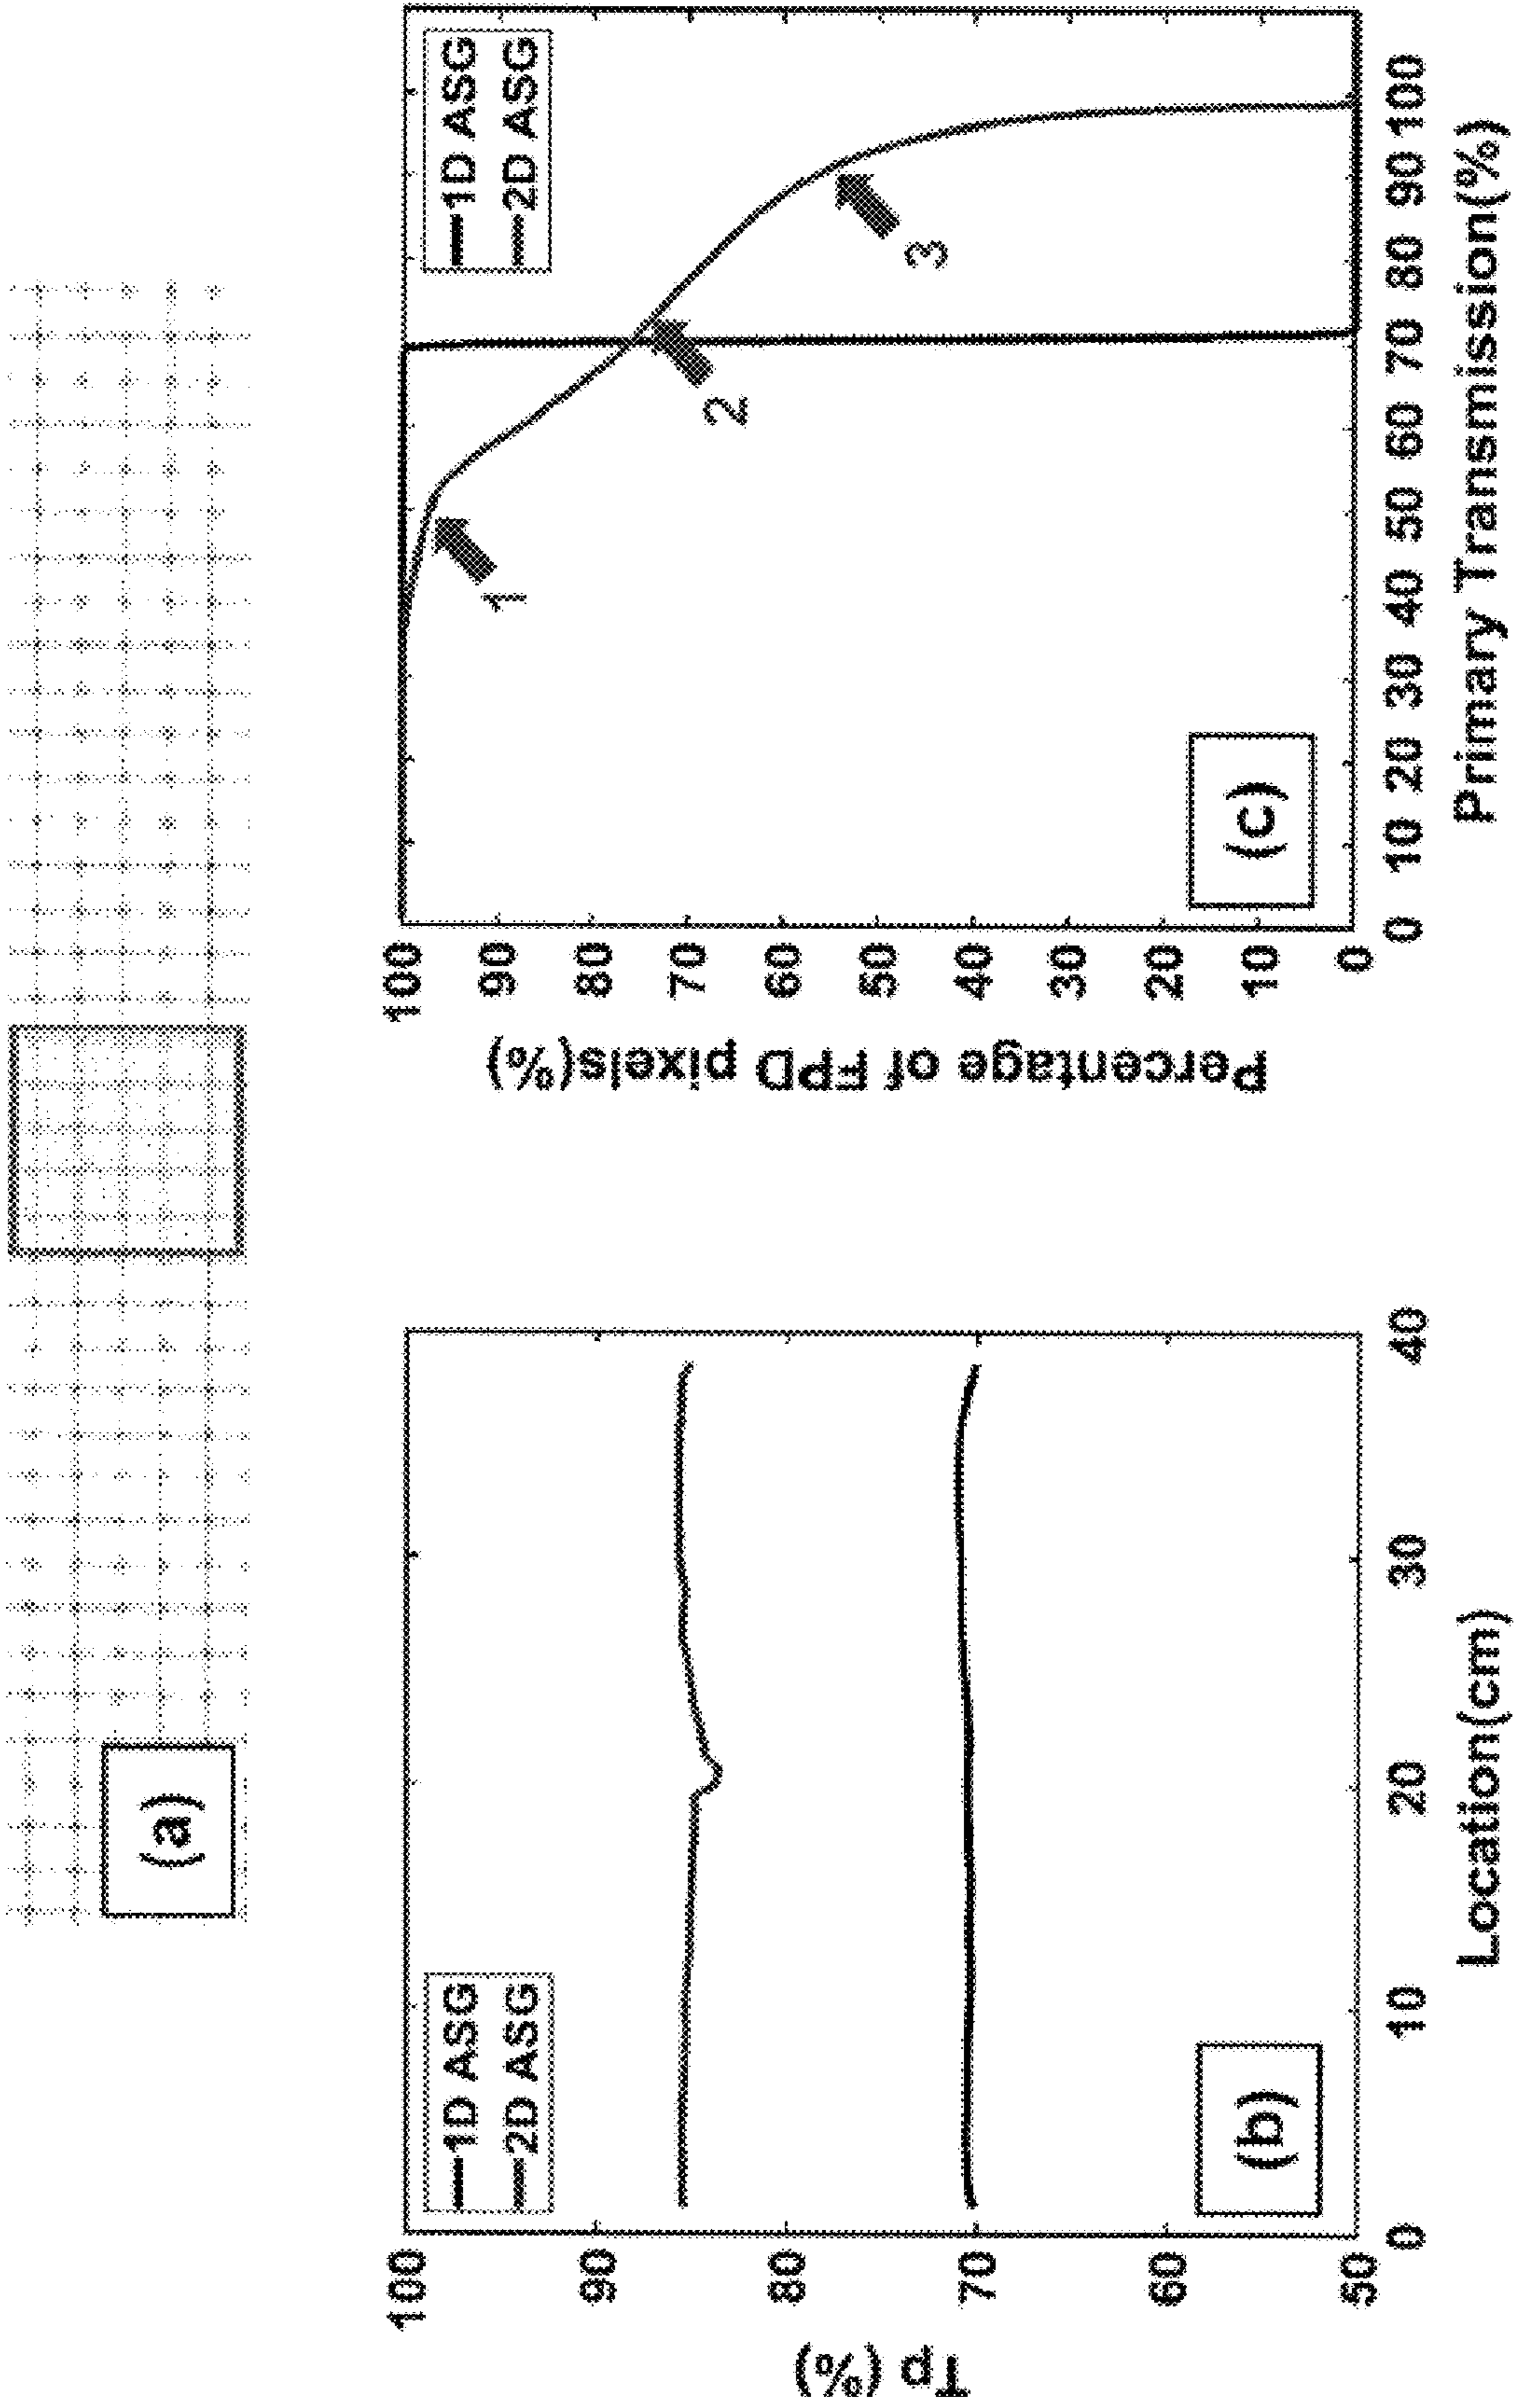 (a)
Tp (%)
100
90
80
70
60
50
1D ASG
2D ASG
(b)
0 10 20 30 40
Location(cm)
Percentage of FPD pixels(%)
100
90
80
70
60
50
40
30
20
10
0
1D ASG
2D ASG
1
2
3
(c)
0 10 20 30 40 50 60 70 80 90 100
Primary Transmission(%)